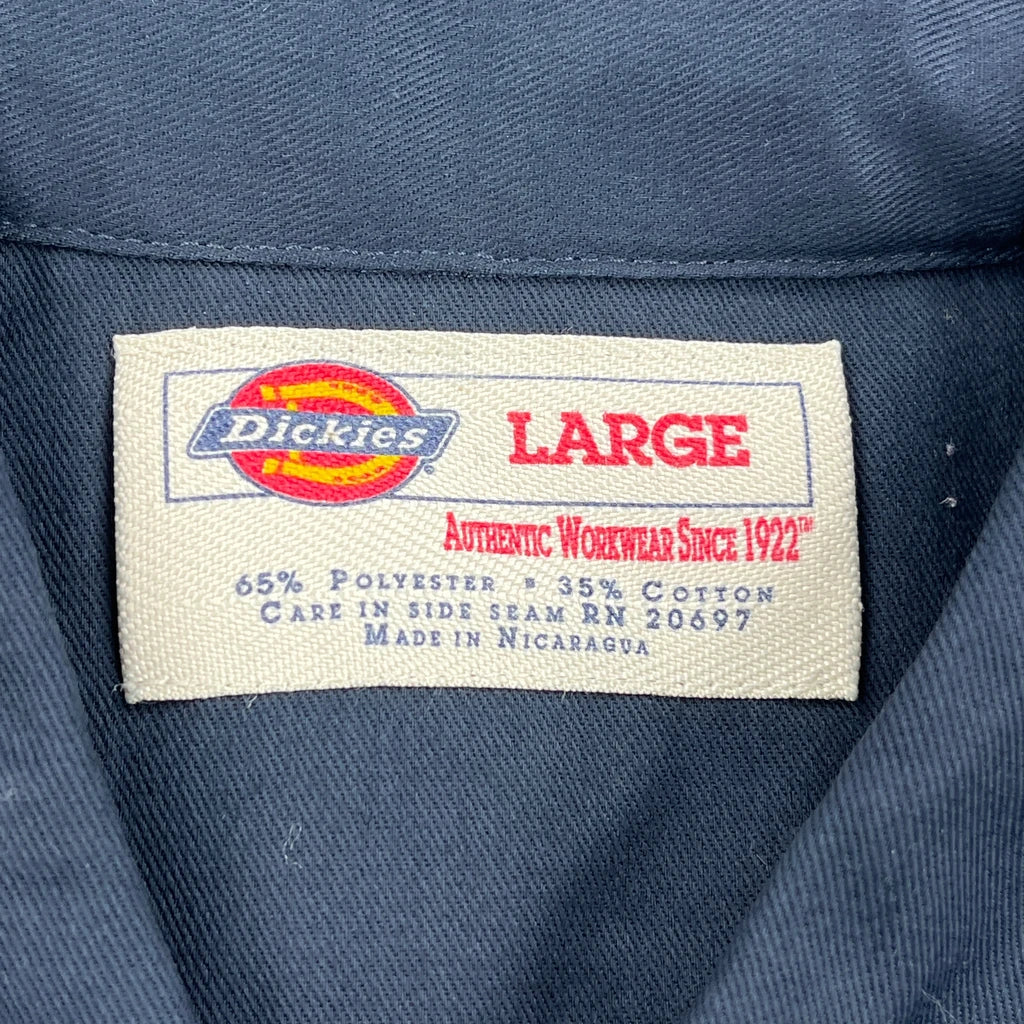 Dickies
LARGE
AUTHENTIC WORKWEAR SINCE 1922™
65% POLYESTER ▪ 35% COTTON
CARE IN SIDE SEAM RN 20697
MADE IN NICARAGUA